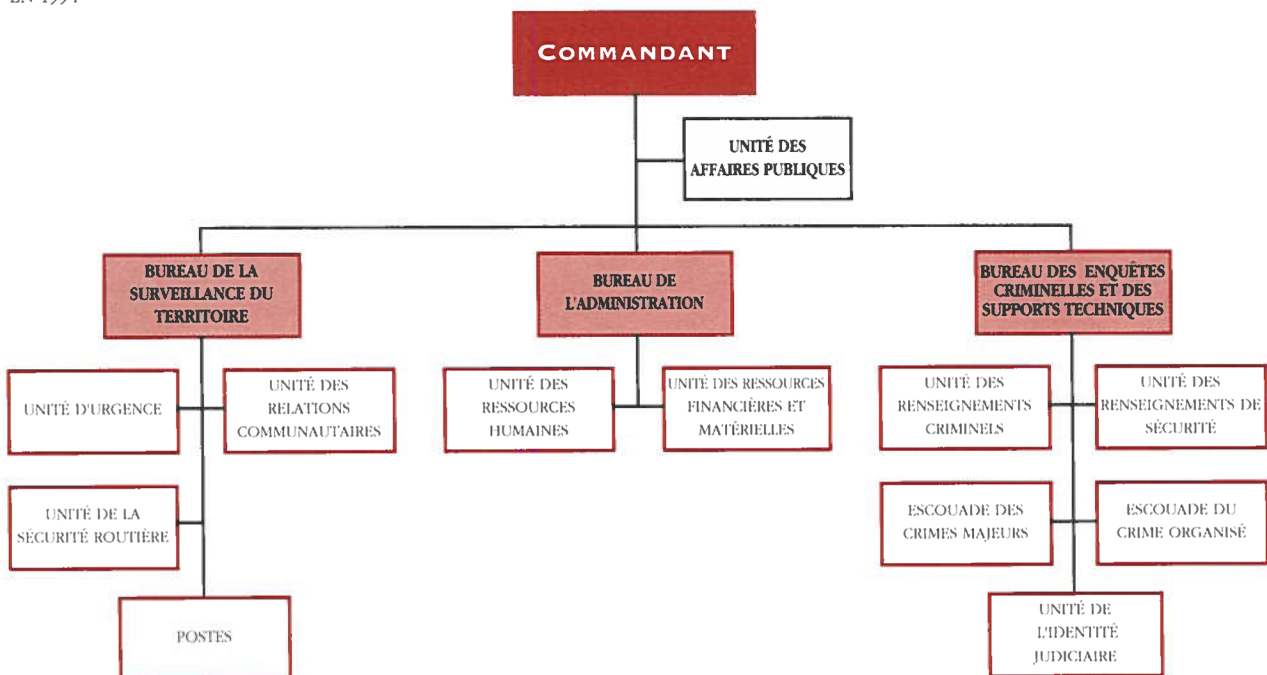 COMMANDANT
UNITÉ DES
AFFAIRES PUBLIQUES
BUREAU DE LA
SURVEILLANCE DU
TERRITOIRE
BUREAU DE
L'ADMINISTRATION
BUREAU DES ENQUÊTES
CRIMINELLES ET DES
SUPPORTS TECHNIQUES
UNITÉ D'URGENCE
UNITÉ DES
RELATIONS
COMMUNAUTAIRES
UNITÉ DES
RESSOURCES
HUMAINES
UNITÉ DES RESSOURCES
FINANCIÈRES ET
MATÉRIELLES
UNITÉ DES
RENSEIGNEMENTS
CRIMINELS
UNITÉ DES
RENSEIGNEMENTS DE
SÉCURITÉ
UNITÉ DE LA
SÉCURITÉ ROUTIÈRE
ESCOUADE DES
CRIMES MAJEURS
ESCOUADE DU
CRIME ORGANISÉ
POSTES
UNITÉ DE
L'IDENTITÉ
JUDICIAIRE